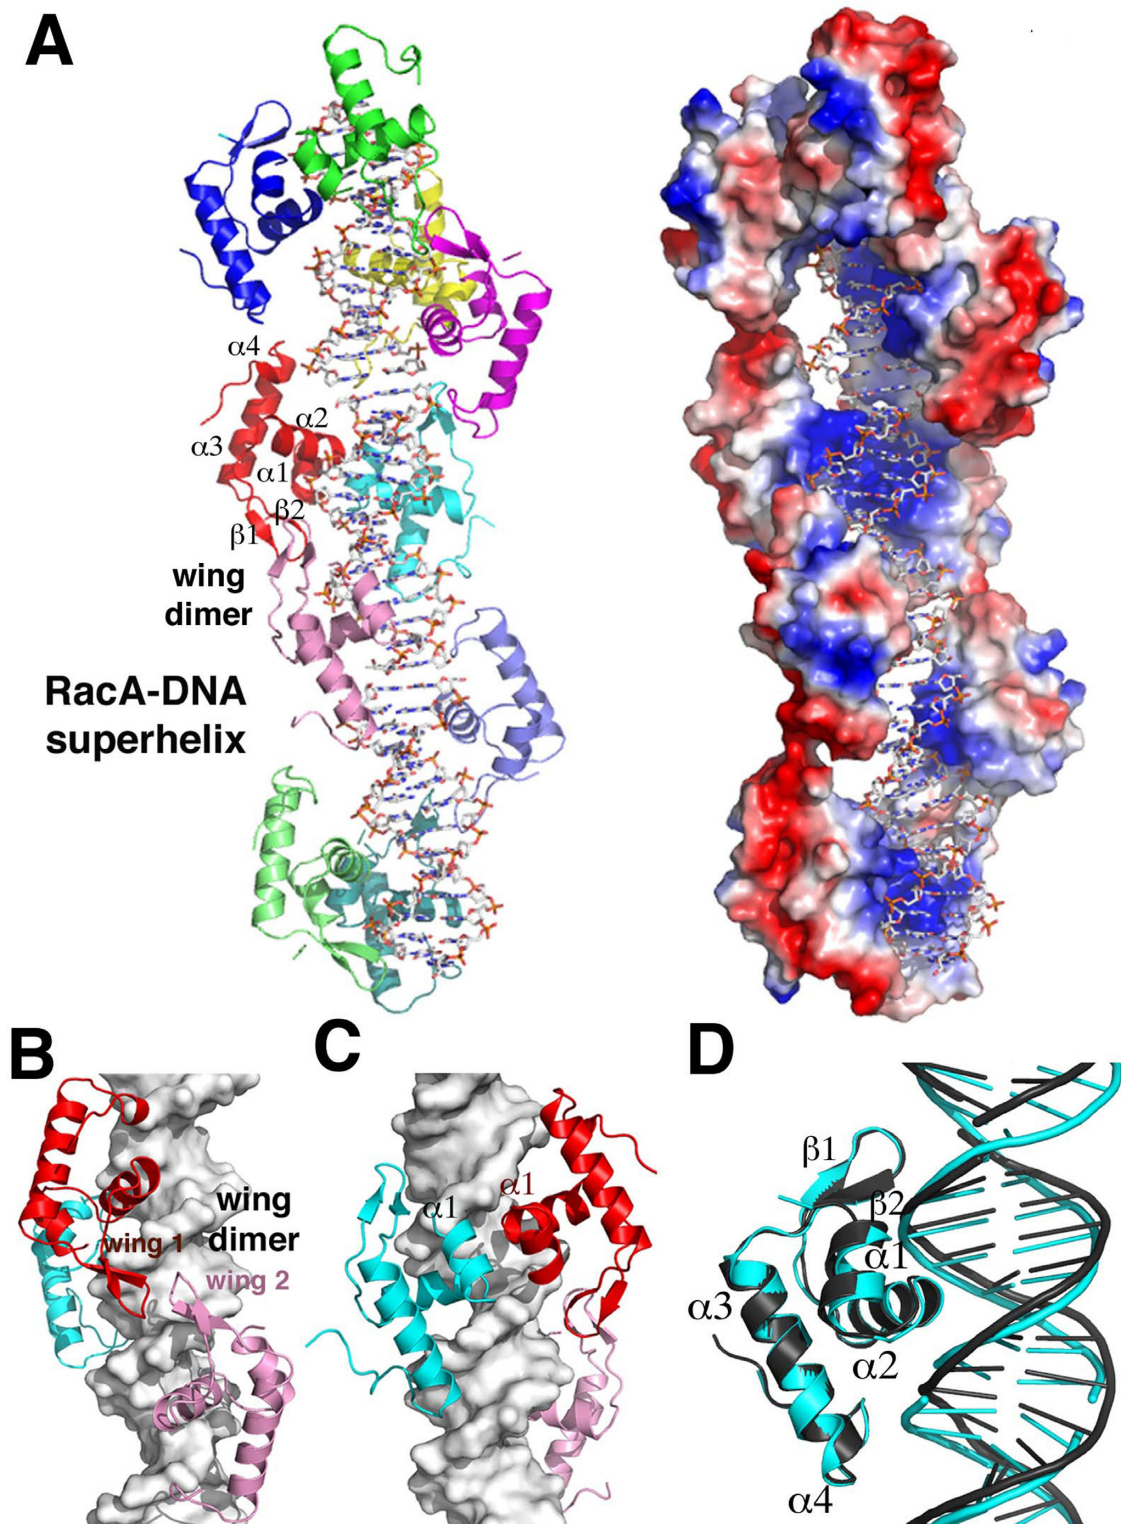 A
α4
α2
α3
α1
β2
β1
wing
dimer
RacA-DNA
superhelix
B
wing
dimer
wing 1
wing 2
C
α1
α1
D
β1
β2
α1
α3
α2
α4